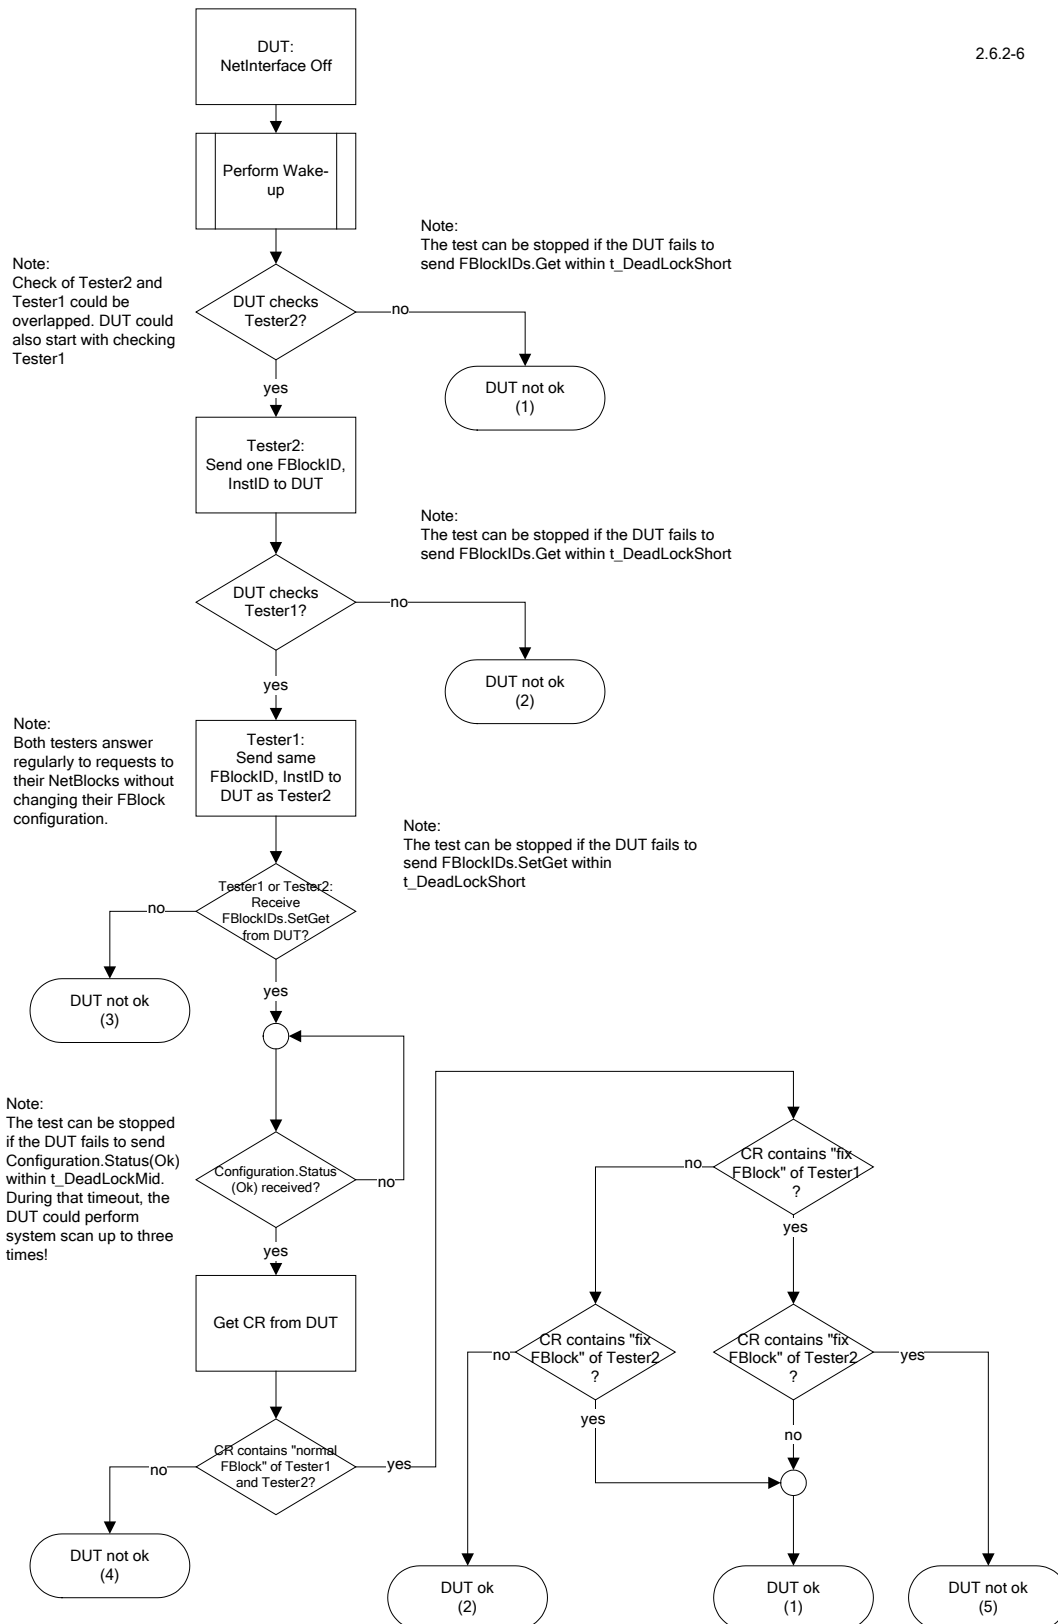 DUT:
NetInterface Off
2.6.2-6
Perform Wake-
up
Note:
The test can be stopped if the DUT fails to
send FBlockIDs.Get within t_DeadLockShort
Note:
Check of Tester2 and
Tester1 could be
overlapped. DUT could
also start with checking
Tester1
DUT checks
Tester2?
no
DUT not ok
(1)
yes
Tester2:
Send one FBlockID,
InstID to DUT
Note:
The test can be stopped if the DUT fails to
send FBlockIDs.Get within t_DeadLockShort
DUT checks
Tester1?
no
DUT not ok
(2)
yes
Note:
Both testers answer
regularly to requests to
their NetBlocks without
changing their FBlock
configuration.
Tester1:
Send same
FBlockID, InstID to
DUT as Tester2
Note:
The test can be stopped if the DUT fails to
send FBlockIDs.SetGet within
t_DeadLockShort
Tester1 or Tester2:
Receive
FBlockIDs.SetGet
from DUT?
no
DUT not ok
(3)
yes
Note:
The test can be stopped
if the DUT fails to send
Configuration.Status(Ok)
within t_DeadLockMid.
During that timeout, the
DUT could perform
system scan up to three
times!
Configuration.Status
(Ok) received?
no
yes
Get CR from DUT
CR contains "normal
FBlock" of Tester1
and Tester2?
no
yes
DUT not ok
(4)
CR contains "fix
FBlock" of Tester1
?
no
yes
CR contains "fix
FBlock" of Tester2
?
no
yes
CR contains "fix
FBlock" of Tester2
?
yes
no
DUT ok
(2)
DUT ok
(1)
DUT not ok
(5)